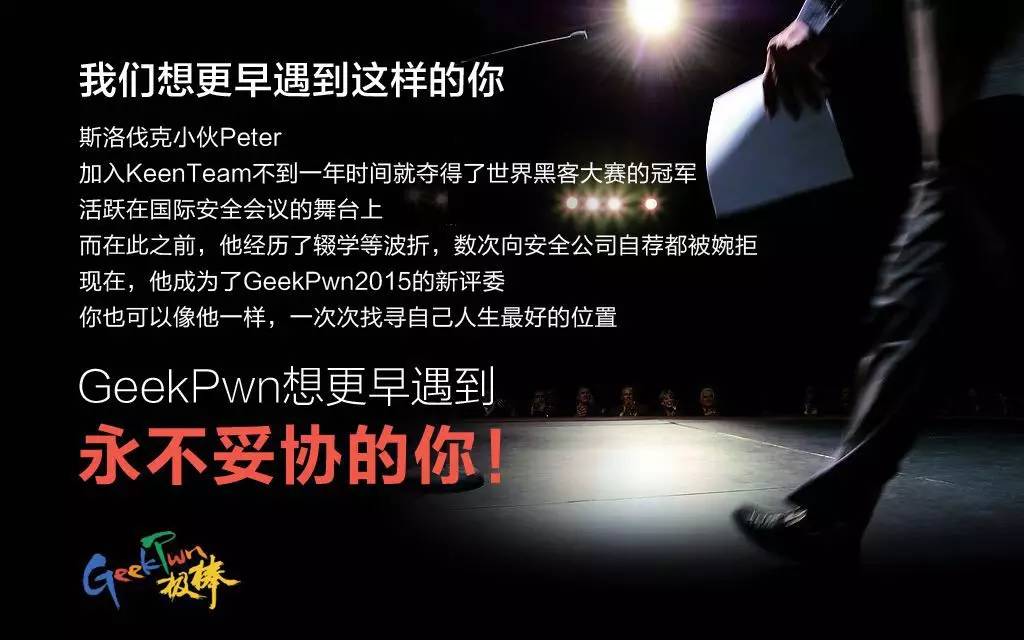 我们想更早遇到这样的你
斯洛伐克小伙Peter
加入KeenTeam不到一年时间就夺得了世界黑客大赛的冠军
活跃在国际安全会议的舞台上
而在此之前，他经历了辍学等波折，数次向安全公司自荐都被婉拒
现在，他成为了GeekPwn2015的新评委
你也可以像他一样，一次次找寻自己人生最好的位置
GeekPwn想更早遇到
永不妥协的你！
GeekPwn
极棒